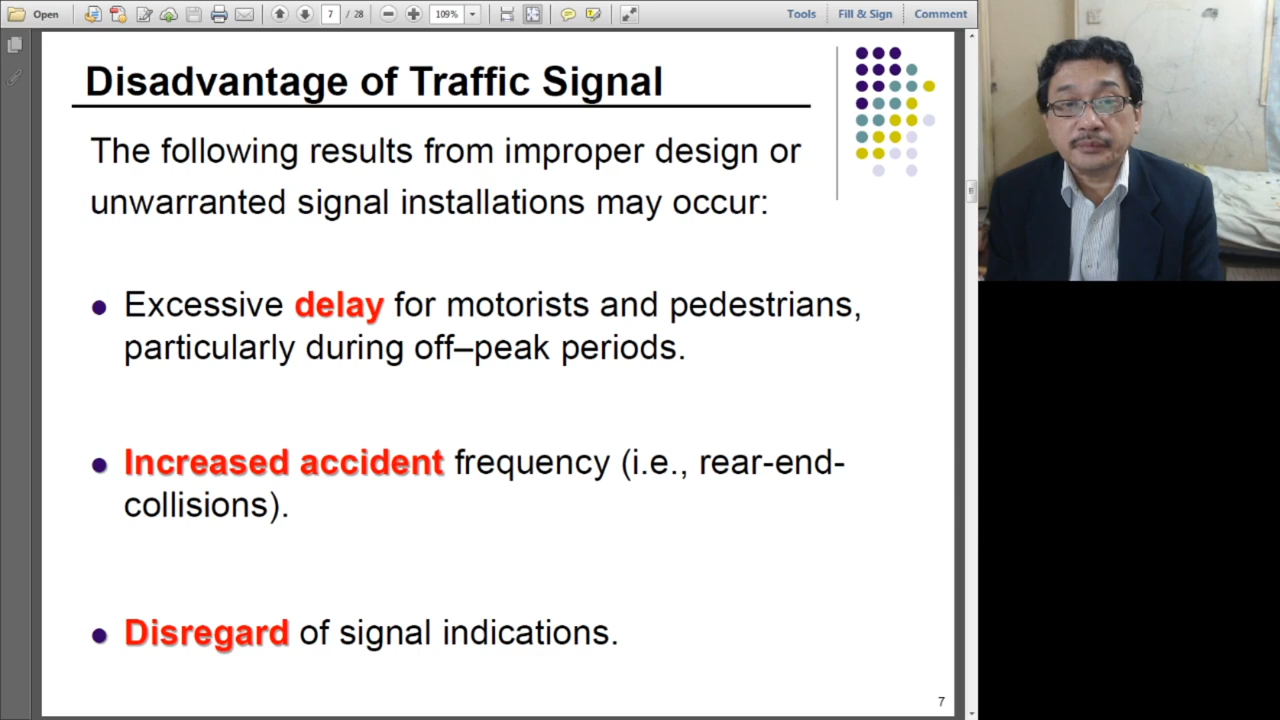 Open
7 / 28
109%
Tools
Fill & Sign
Comment
Disadvantage of Traffic Signal
The following results from improper design or
unwarranted signal installations may occur:
Excessive delay for motorists and pedestrians,
particularly during off–peak periods.
Increased accident frequency (i.e., rear-end-
collisions).
Disregard of signal indications.
7